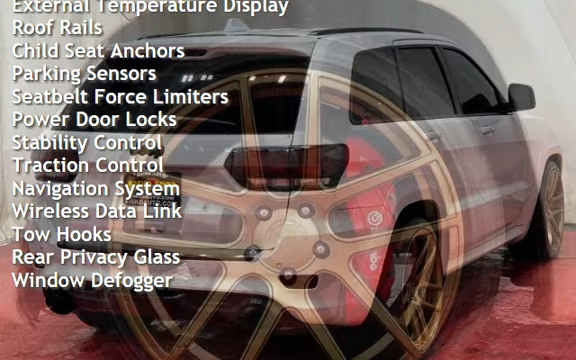 External Temperature Display
Roof Rails
Child Seat Anchors
Parking Sensors
Seatbelt Force Limiters
Power Door Locks
Stability Control
Traction Control
Navigation System
Wireless Data Link
Tow Hooks
Rear Privacy Glass
Window Defogger